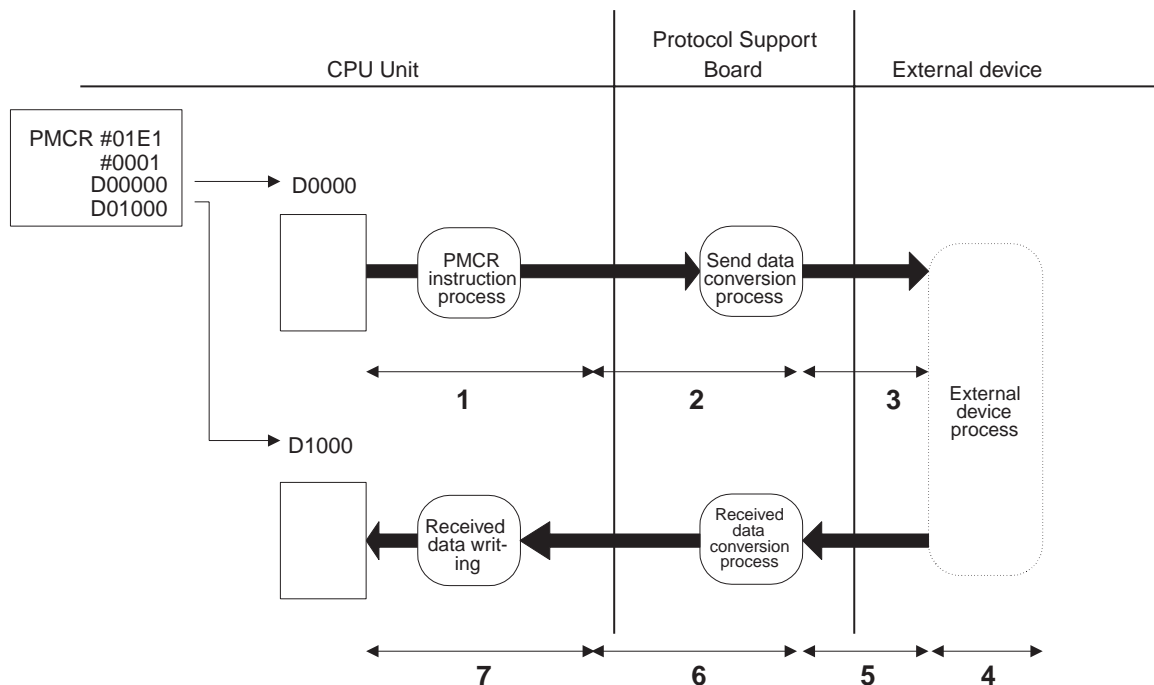 Protocol Support
CPU Unit
Board
External device
PMCR #01E1
#0001
D00000
D01000
D0000
PMCR
instruction
process
Send data
conversion
process
1
2
3
External
device
process
D1000
Received
data writ-
ing
Received
data
conversion
process
7
6
5
4